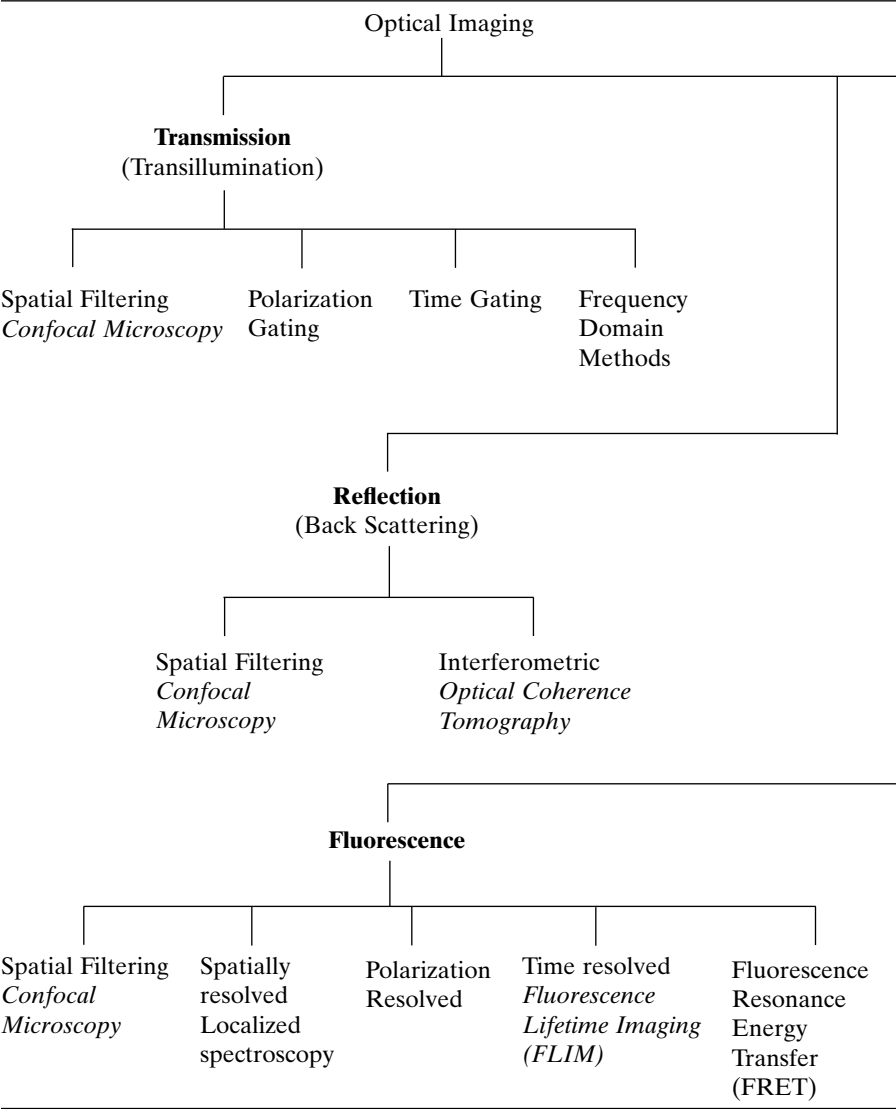 Optical Imaging
Transmission
(Transillumination)
Spatial Filtering
Confocal Microscopy
Polarization
Gating
Time Gating
Frequency
Domain
Methods
Reflection
(Back Scattering)
Spatial Filtering
Confocal
Microscopy
Interferometric
Optical Coherence
Tomography
Fluorescence
Spatial Filtering
Confocal
Microscopy
Spatially
resolved
Localized
spectroscopy
Polarization
Resolved
Time resolved
Fluorescence
Lifetime Imaging
(FLIM)
Fluorescence
Resonance
Energy
Transfer
(FRET)